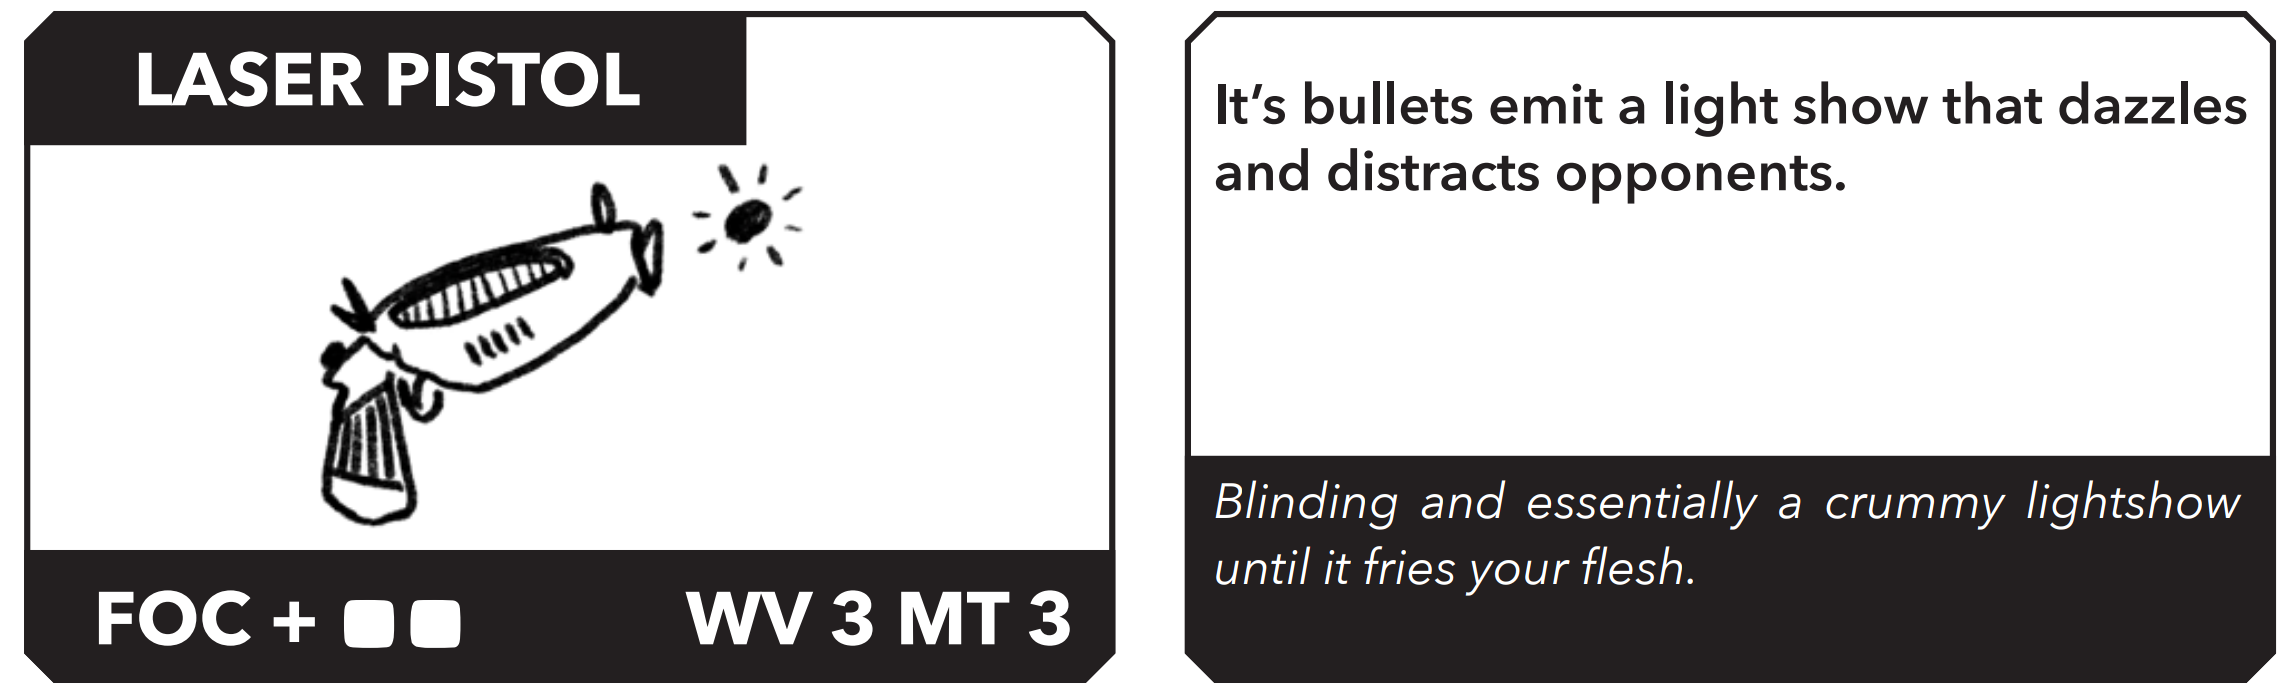 LASER PISTOL
FOC +
WV 3 MT 3
It’s bullets emit a light show that dazzles
and distracts opponents.
Blinding and essentially a crummy lightshow
until it fries your flesh.